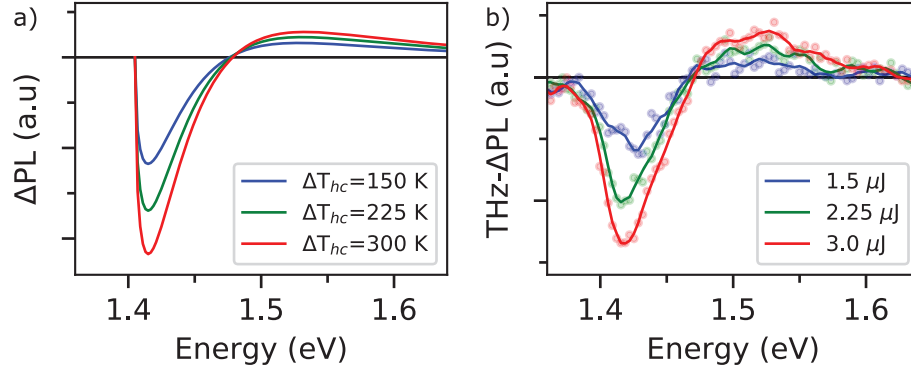 a)
ΔPL (a.u)
ΔT_hc=150 K
ΔT_hc=225 K
ΔT_hc=300 K
1.4 1.5 1.6
Energy (eV)
b)
THz-ΔPL (a.u)
1.5 μJ
2.25 μJ
3.0 μJ
1.4 1.5 1.6
Energy (eV)